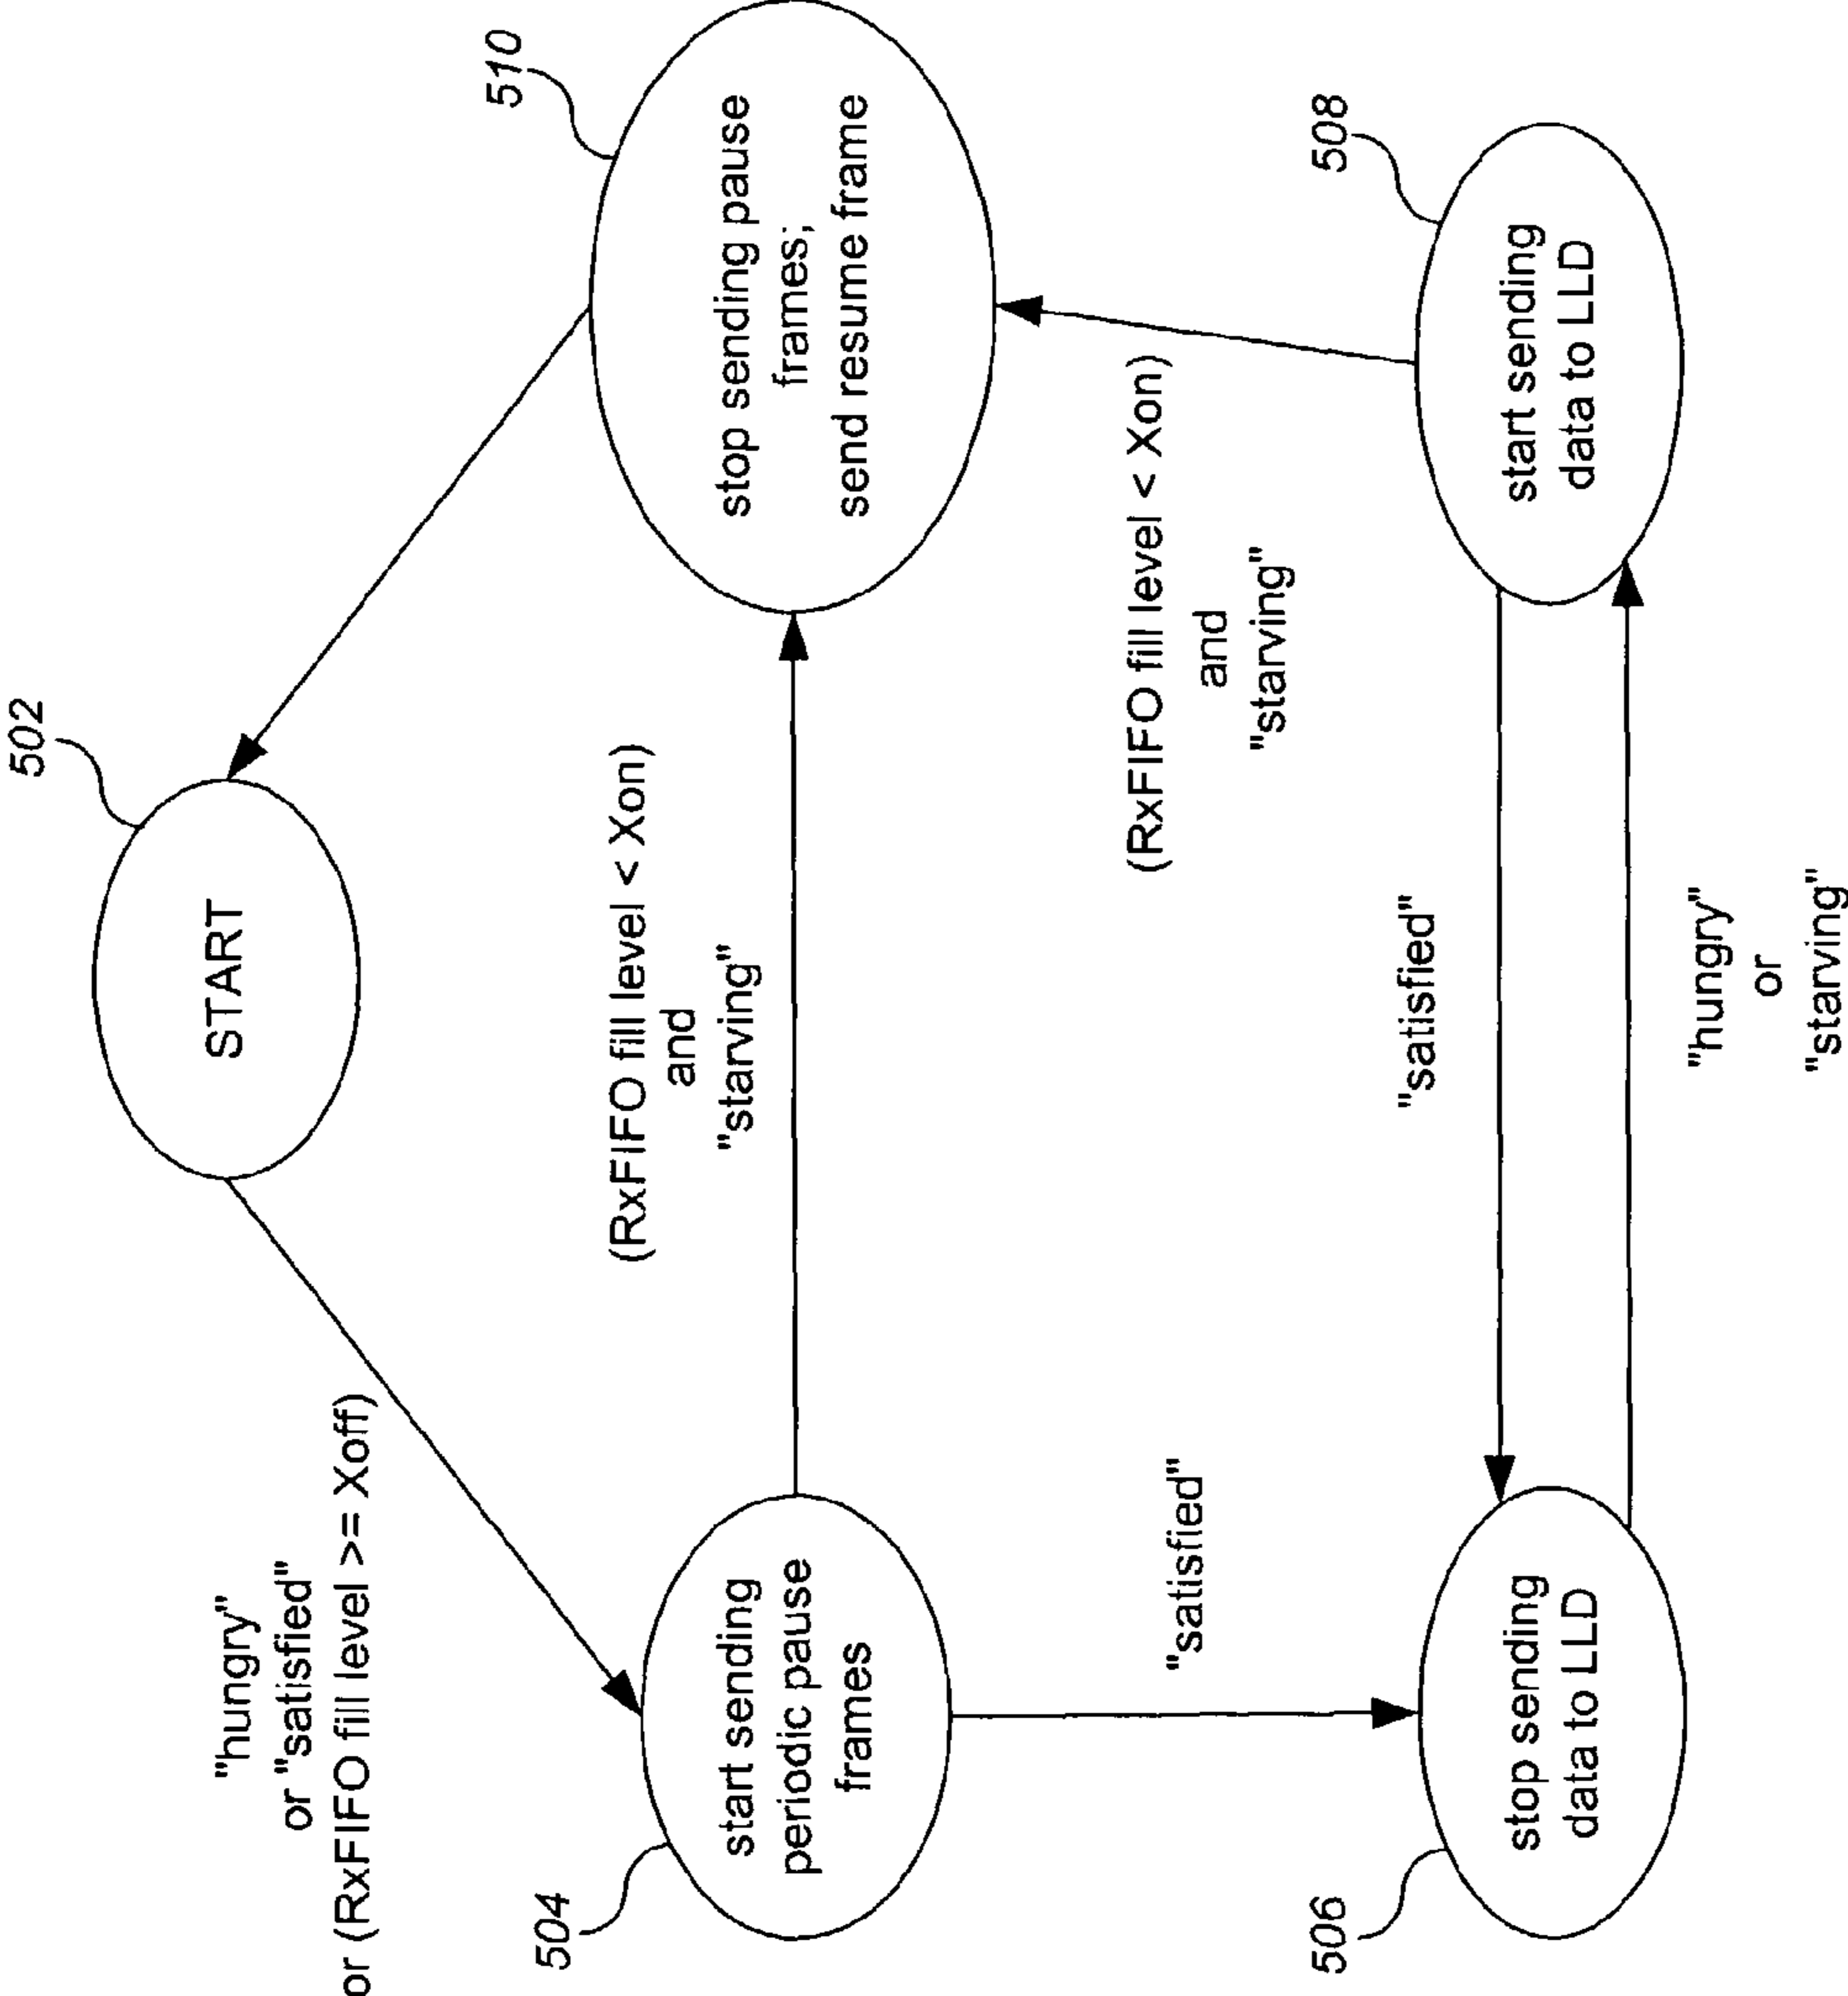 502
START
"hungry"
or "satisfied"
or (RxFIFO fill level >= Xoff)
504
start sending
periodic pause
frames
(RxFIFO fill level < Xon)
and
"starving"
510
stop sending pause
frames;
send resume frame
"satisfied"
(RxFIFO fill level < Xon)
and
"starving"
506
stop sending
data to LLD
"satisfied"
"hungry"
or
"starving"
508
start sending
data to LLD